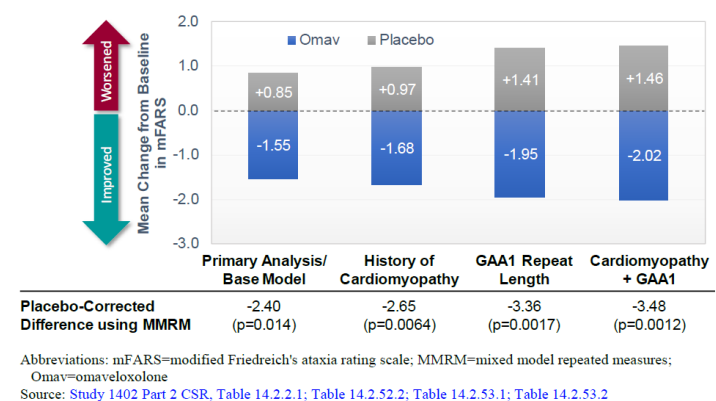 Worsened
Improved
Mean Change from Baseline
in mFARS
2.0
1.0
0.0
-1.0
-2.0
-3.0
Omav
Placebo
+0.85
+0.97
+1.41
+1.46
-1.55
-1.68
-1.95
-2.02
Primary Analysis/ History of GAA1 Repeat Cardiomyopathy
Base Model Cardiomyopathy Length + GAA1
Placebo-Corrected -2.40 -2.65 -3.36 -3.48
Difference using MMRM (p=0.014) (p=0.0064) (p=0.0017) (p=0.0012)
Abbreviations: mFARS=modified Friedreich's ataxia rating scale; MMRM=mixed model repeated measures;
Omav=omaveloxolone
Source: Study 1402 Part 2 CSR, Table 14.2.2.1; Table 14.2.52.2; Table 14.2.53.1; Table 14.2.53.2